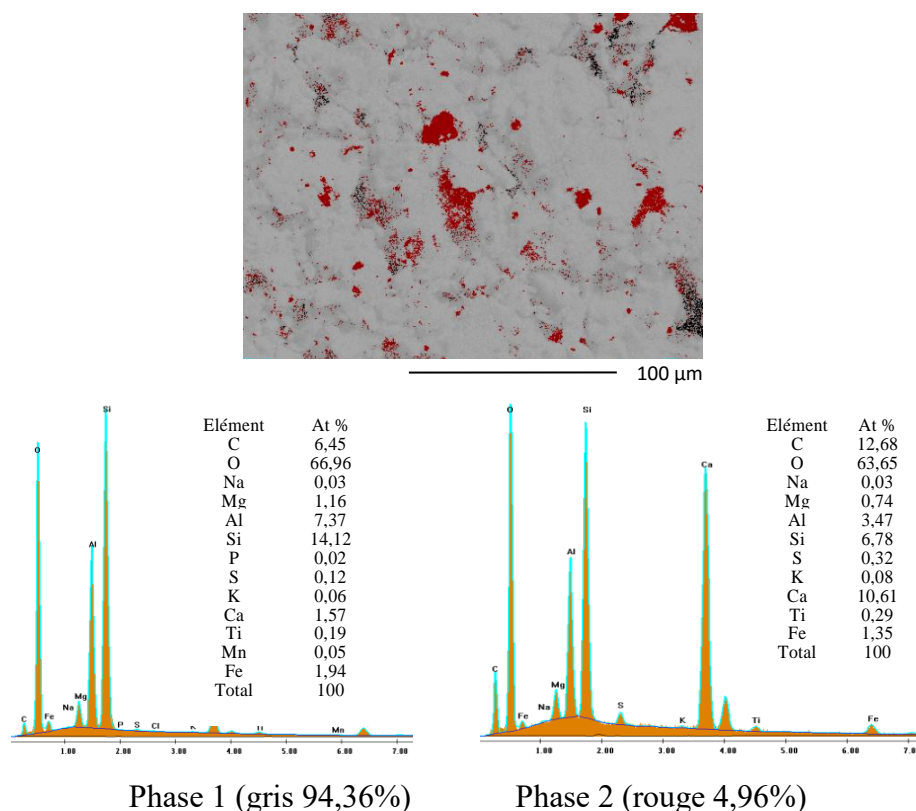 100 µm
Elément At %
C 6,45
O 66,96
Na 0,03
Mg 1,16
Al 7,37
Si 14,12
P 0,02
S 0,12
K 0,06
Ca 1,57
Ti 0,19
Mn 0,05
Fe 1,94
Total 100
Si
O
Al
Mg
Na
C
Fe
P
S
Cl
Mn
1.00 2.00 3.00 4.00 5.00 6.00 7.00
Elément At %
C 12,68
O 63,65
Na 0,03
Mg 0,74
Al 3,47
Si 6,78
S 0,32
K 0,08
Ca 10,61
Ti 0,29
Fe 1,35
Total 100
O
Si
Ca
Al
C
Mg
Na
Fe
S
K
Ti
Fe
1.00 2.00 3.00 4.00 5.00 6.00 7.0
Phase 1 (gris 94,36%)
Phase 2 (rouge 4,96%)